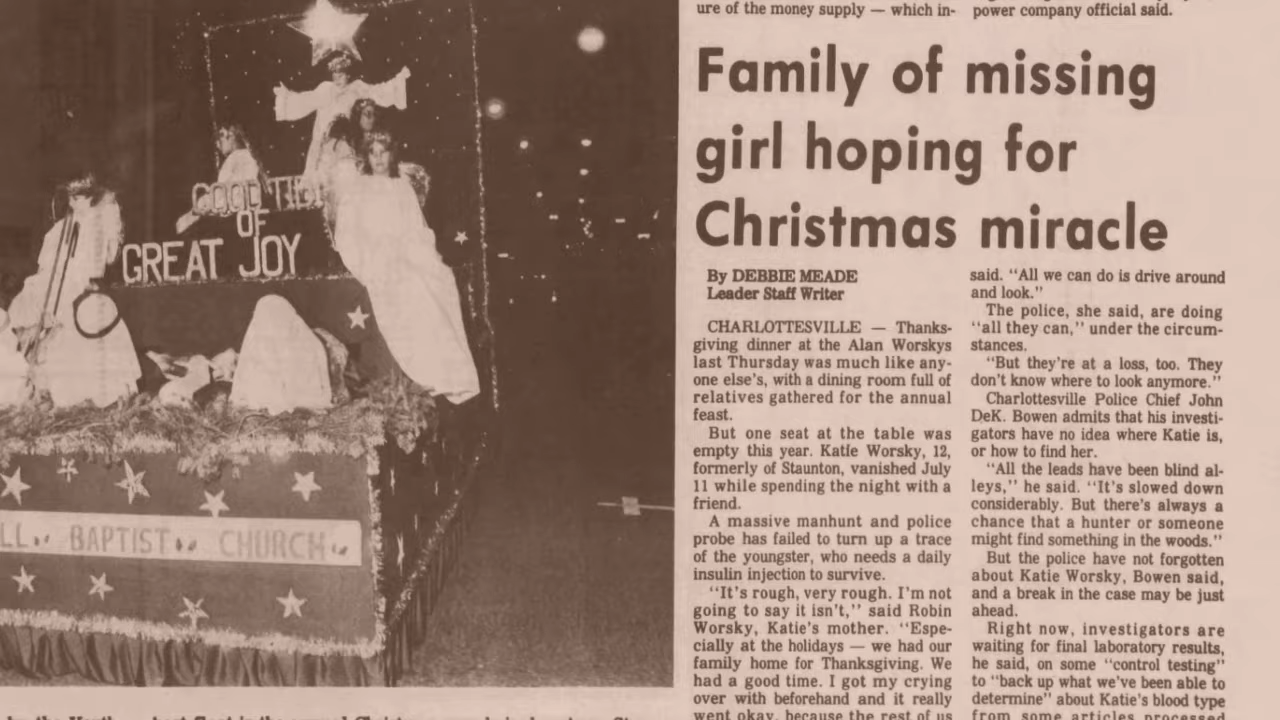 GOOD TIDI
OF
GREAT JOY
LL BAPTIST CHURCH
ure of the money supply — which in-
power company official said.
Family of missing
girl hoping for
Christmas miracle
By DEBBIE MEADE
Leader Staff Writer
CHARLOTTESVILLE — Thanks-
giving dinner at the Alan Worskys
last Thursday was much like any-
one else's, with a dining room full of
relatives gathered for the annual
feast.
But one seat at the table was
empty this year. Katie Worsky, 12,
formerly of Staunton, vanished July
11 while spending the night with a
friend.
A massive manhunt and police
probe has failed to turn up a trace
of the youngster, who needs a daily
insulin injection to survive.
"It's rough, very rough. I'm not
going to say it isn't," said Robin
Worsky, Katie's mother. "Espe-
cially at the holidays — we had our
family home for Thanksgiving. We
had a good time. I got my crying
over with beforehand and it really
went okay, because the rest of us
said. "All we can do is drive around
and look."
The police, she said, are doing
"all they can," under the circum-
stances.
"But they're at a loss, too. They
don't know where to look anymore."
Charlottesville Police Chief John
DeK. Bowen admits that his investi-
gators have no idea where Katie is,
or how to find her.
"All the leads have been blind al-
leys," he said. "It's slowed down
considerably. But there's always a
chance that a hunter or someone
might find something in the woods."
But the police have not forgotten
about Katie Worsky, Bowen said,
and a break in the case may be just
ahead.
Right now, investigators are
waiting for final laboratory results,
he said, on some "control testing"
to "back up what we've been able to
determine" about Katie's blood type
from some articles processed